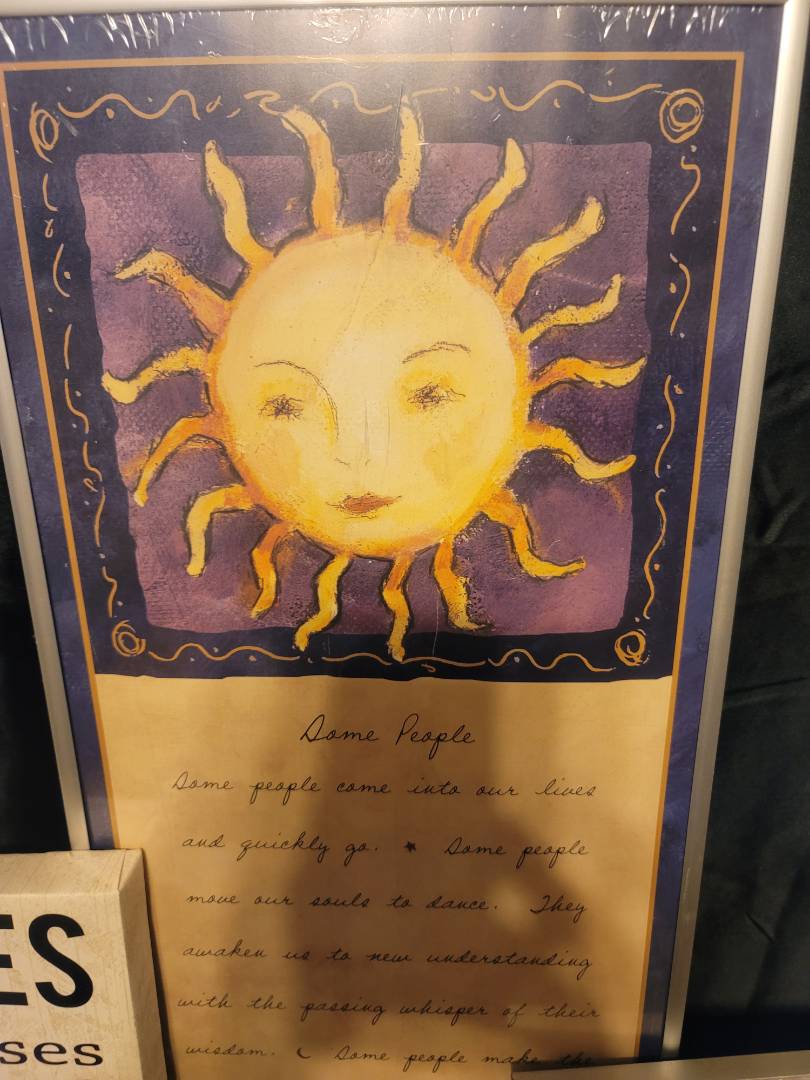 Some People
Some people come into our lives
and quickly go. ★ Some people
move our souls to dance. They
awaken us to new understanding
with the passing whisper of their
wisdom. ☾ Some people make the
ES
ses